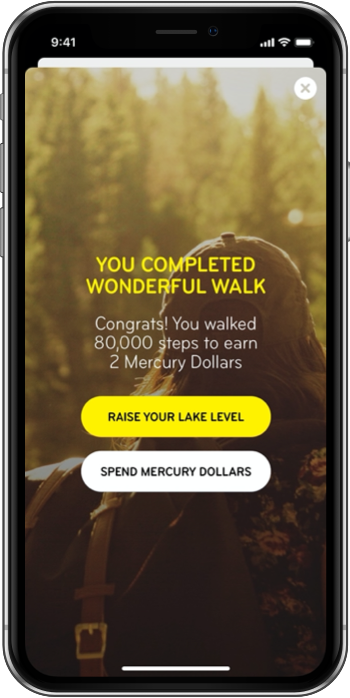 9:41
YOU COMPLETED
WONDERFUL WALK
Congrats! You walked
80,000 steps to earn
2 Mercury Dollars
RAISE YOUR LAKE LEVEL
SPEND MERCURY DOLLARS